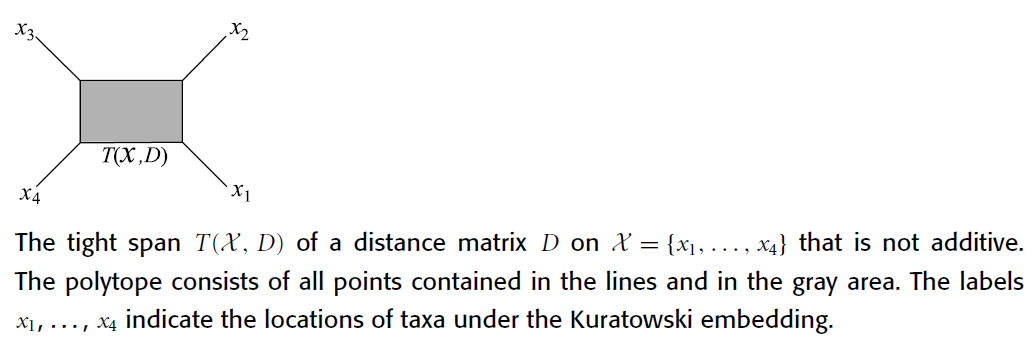 x₃ x₂
T(𝒳,D)
x₄ x₁
The tight span T(𝒳, D) of a distance matrix D on 𝒳 = {x₁, . . . , x₄} that is not additive.
The polytope consists of all points contained in the lines and in the gray area. The labels
x₁, . . . , x₄ indicate the locations of taxa under the Kuratowski embedding.